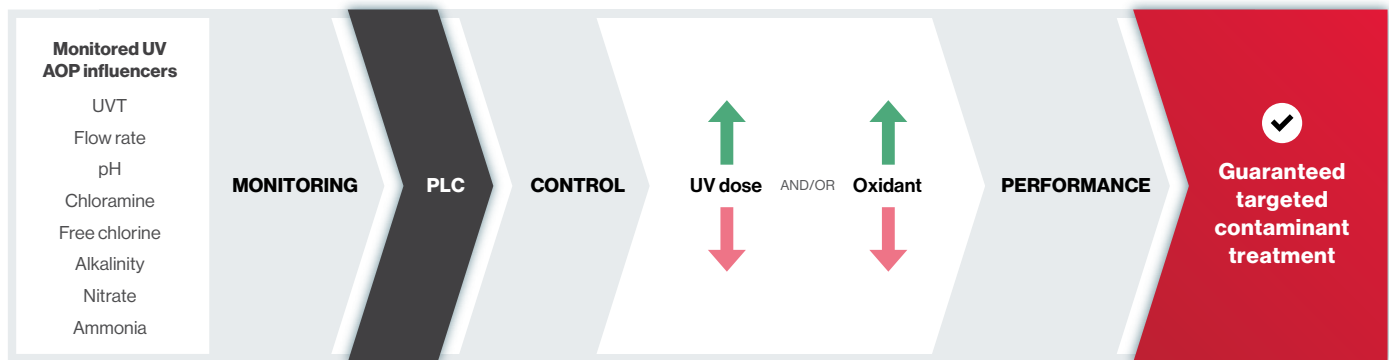 Monitored UV
AOP influencers
UVT
Flow rate
pH
Chloramine
Free chlorine
Alkalinity
Nitrate
Ammonia
MONITORING
PLC
CONTROL
UV dose AND/OR Oxidant
PERFORMANCE
Guaranteed
targeted
contaminant
treatment